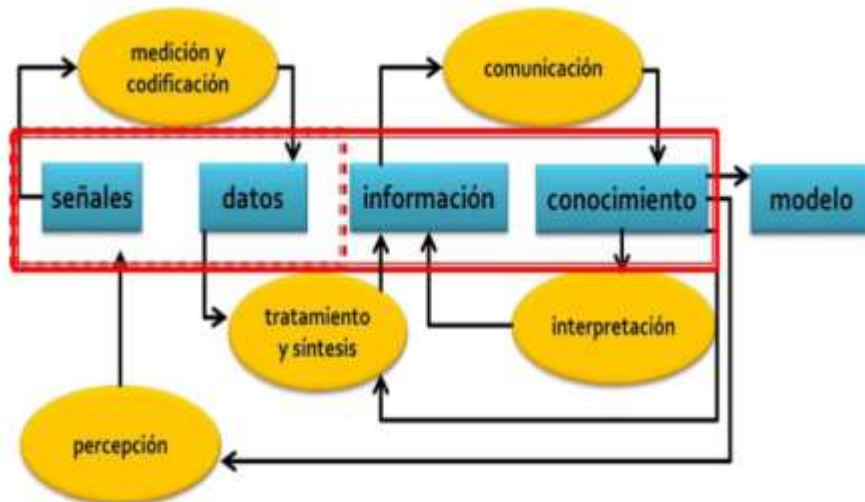 medición y
codificación
comunicación
señales
datos
información
conocimiento
modelo
tratamiento
y síntesis
interpretación
percepción